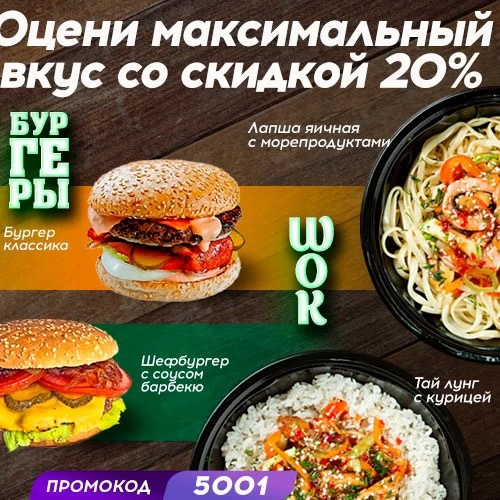 Оцени максимальный
вкус со скидкой 20%
БУР
ГЕ
РЫ
Лапша яичная
с морепродуктами
Бургер
классика
ШОК
Шефбургер
с соусом
барбекю
Тай лунг
с курицей
ПРОМОКОД 5001